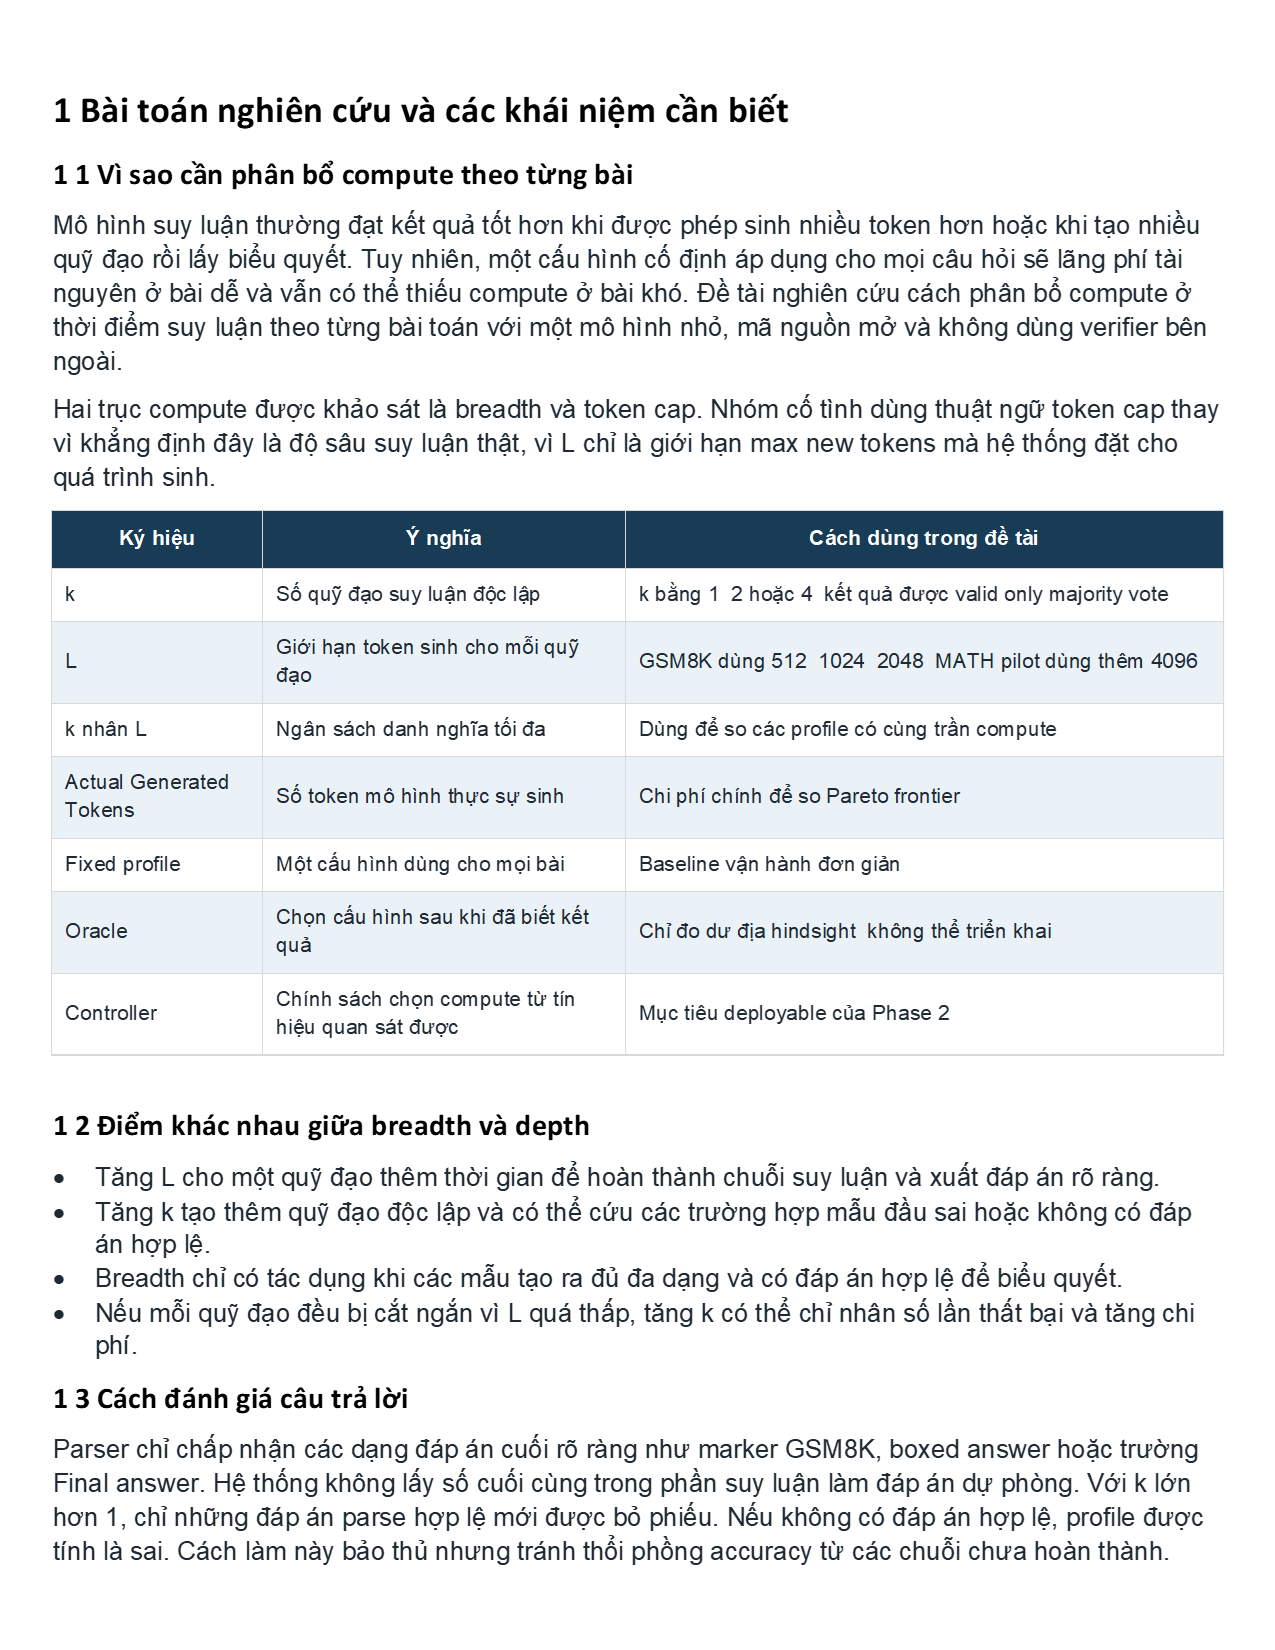 1 Bài toán nghiên cứu và các khái niệm cần biết
1 1 Vì sao cần phân bổ compute theo từng bài
Mô hình suy luận thường đạt kết quả tốt hơn khi được phép sinh nhiều token hơn hoặc khi tạo nhiều
quỹ đạo rồi lấy biểu quyết. Tuy nhiên, một cấu hình cố định áp dụng cho mọi câu hỏi sẽ lãng phí tài
nguyên ở bài dễ và vẫn có thể thiếu compute ở bài khó. Đề tài nghiên cứu cách phân bổ compute ở
thời điểm suy luận theo từng bài toán với một mô hình nhỏ, mã nguồn mở và không dùng verifier bên
ngoài.
Hai trục compute được khảo sát là breadth và token cap. Nhóm cố tình dùng thuật ngữ token cap thay
vì khẳng định đây là độ sâu suy luận thật, vì L chỉ là giới hạn max new tokens mà hệ thống đặt cho
quá trình sinh.
Ký hiệu Ý nghĩa Cách dùng trong đề tài
k Số quỹ đạo suy luận độc lập k bằng 1 2 hoặc 4 kết quả được valid only majority vote
L Giới hạn token sinh cho mỗi quỹ
đạo GSM8K dùng 512 1024 2048 MATH pilot dùng thêm 4096
k nhân L Ngân sách danh nghĩa tối đa Dùng để so các profile có cùng trần compute
Actual Generated
Tokens Số token mô hình thực sự sinh Chi phí chính để so Pareto frontier
Fixed profile Một cấu hình dùng cho mọi bài Baseline vận hành đơn giản
Oracle Chọn cấu hình sau khi đã biết kết
quả Chỉ đo dư địa hindsight không thể triển khai
Controller Chính sách chọn compute từ tín
hiệu quan sát được Mục tiêu deployable của Phase 2
1 2 Điểm khác nhau giữa breadth và depth
• Tăng L cho một quỹ đạo thêm thời gian để hoàn thành chuỗi suy luận và xuất đáp án rõ ràng.
• Tăng k tạo thêm quỹ đạo độc lập và có thể cứu các trường hợp mẫu đầu sai hoặc không có đáp
án hợp lệ.
• Breadth chỉ có tác dụng khi các mẫu tạo ra đủ đa dạng và có đáp án hợp lệ để biểu quyết.
• Nếu mỗi quỹ đạo đều bị cắt ngắn vì L quá thấp, tăng k có thể chỉ nhân số lần thất bại và tăng chi
phí.
1 3 Cách đánh giá câu trả lời
Parser chỉ chấp nhận các dạng đáp án cuối rõ ràng như marker GSM8K, boxed answer hoặc trường
Final answer. Hệ thống không lấy số cuối cùng trong phần suy luận làm đáp án dự phòng. Với k lớn
hơn 1, chỉ những đáp án parse hợp lệ mới được bỏ phiếu. Nếu không có đáp án hợp lệ, profile được
tính là sai. Cách làm này bảo thủ nhưng tránh thổi phồng accuracy từ các chuỗi chưa hoàn thành.